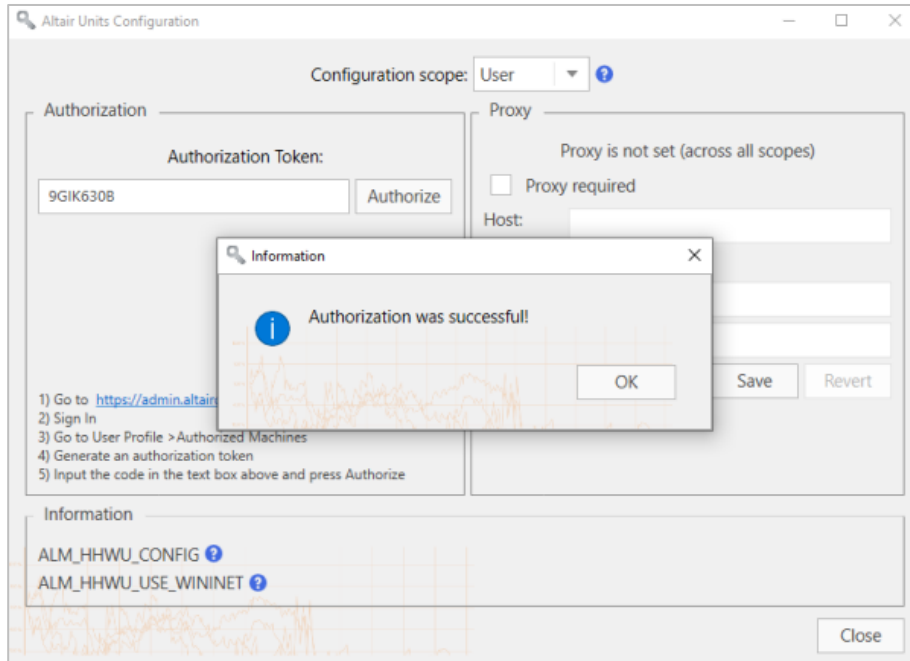 Altair Units Configuration
Configuration scope: User
Authorization
Authorization Token:
9GIK630B
Authorize
1) Go to https://admin.altair
2) Sign In
3) Go to User Profile >Authorized Machines
4) Generate an authorization token
5) Input the code in the text box above and press Authorize
Proxy
Proxy is not set (across all scopes)
Proxy required
Host:
Save
Revert
Information
Authorization was successful!
OK
Information
ALM_HHWU_CONFIG
ALM_HHWU_USE_WININET
Close